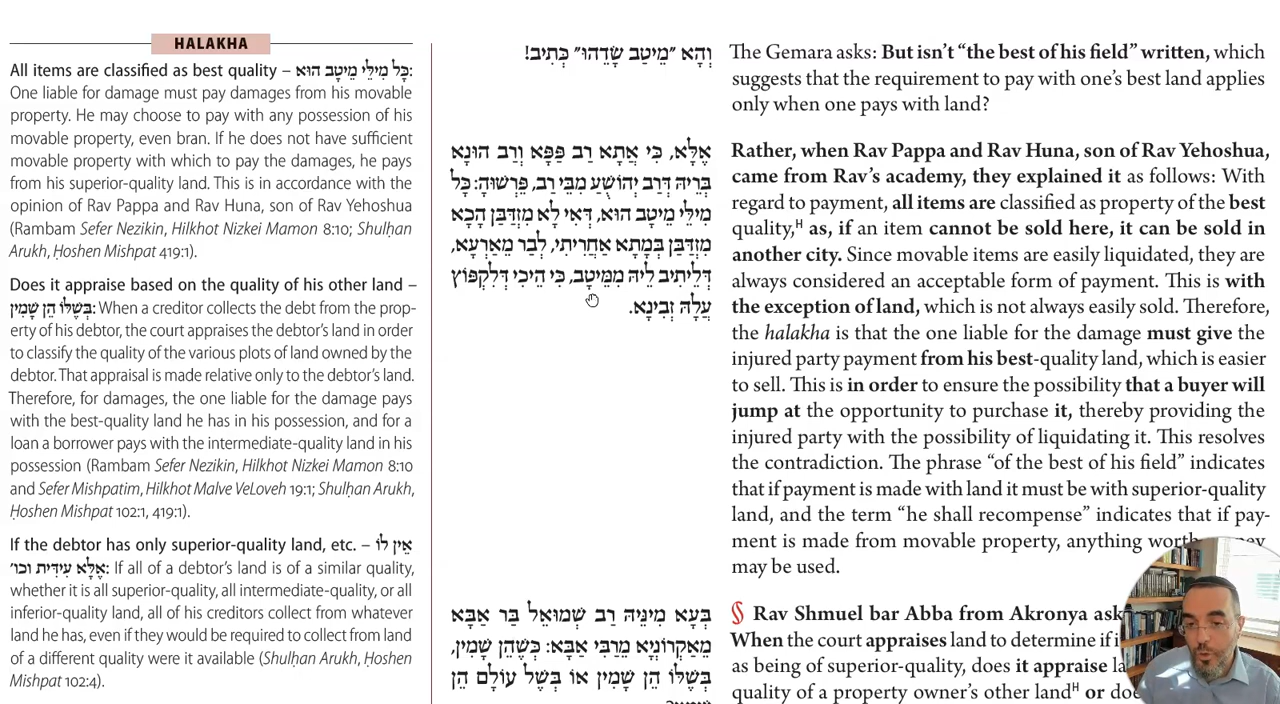 HALAKHA
All items are classified as best quality – כׇּל מִילֵּי מֵיטַב הוּא:
One liable for damage must pay damages from his movable
property. He may choose to pay with any possession of his
movable property, even bran. If he does not have sufficient
movable property with which to pay the damages, he pays
from his superior-quality land. This is in accordance with the
opinion of Rav Pappa and Rav Huna, son of Rav Yehoshua
(Rambam Sefer Nezikin, Hilkhot Nizkei Mamon 8:10; Shulḥan
Arukh, Ḥoshen Mishpat 419:1).
Does it appraise based on the quality of his other land –
בְּשֶׁלּוֹ הֵן שָׁמִין: When a creditor collects the debt from the prop-
erty of his debtor, the court appraises the debtor's land in order
to classify the quality of the various plots of land owned by the
debtor. That appraisal is made relative only to the debtor's land.
Therefore, for damages, the one liable for the damage pays
with the best-quality land he has in his possession, and for a
loan a borrower pays with the intermediate-quality land in his
possession (Rambam Sefer Nezikin, Hilkhot Nizkei Mamon 8:10
and Sefer Mishpatim, Hilkhot Malve VeLoveh 19:1; Shulḥan Arukh,
Ḥoshen Mishpat 102:1, 419:1).
If the debtor has only superior-quality land, etc. – אֵין לוֹ
אֶלָּא עִידִּית וכו׳: If all of a debtor's land is of a similar quality,
whether it is all superior-quality, all intermediate-quality, or all
inferior-quality land, all of his creditors collect from whatever
land he has, even if they would be required to collect from land
of a different quality were it available (Shulḥan Arukh, Ḥoshen
Mishpat 102:4).
וְהָא ״מֵיטַב שָׂדֵהוּ״ כְּתִיב!
אֶלָּא, כִּי אֲתָא רַב פָּפָּא וְרַב הוּנָא
בְּרֵיהּ דְּרַב יְהוֹשֻׁעַ מִבֵּי רַב, פֵּרְשׁוּהָ: כׇּל
מִילֵּי מֵיטַב הוּא, דְּאִי לָא מִזְדַּבַּן הָכָא
מִזְדַּבַּן בְּמָתָא אַחֲרִיתִי, לְבַר מֵאַרְעָא,
דְּלֵיתִיב לֵיהּ מִמֵּיטָב, כִּי הֵיכִי דְּלִקְפּוֹץ
עֲלַהּ זְבִינָא.
בְּעָא מִינֵּיהּ רַב שְׁמוּאֵל בַּר אַבָּא
מֵאַקְרוֹנְיָא מֵרַבִּי אַבָּא: כְּשֶׁהֵן שָׁמִין,
בְּשֶׁלּוֹ הֵן שָׁמִין אוֹ בְּשֶׁל עוֹלָם הֵן
The Gemara asks: But isn't “the best of his field” written, which
suggests that the requirement to pay with one's best land applies
only when one pays with land?
Rather, when Rav Pappa and Rav Huna, son of Rav Yehoshua,
came from Rav's academy, they explained it as follows: With
regard to payment, all items are classified as property of the best
quality,ᴴ as, if an item cannot be sold here, it can be sold in
another city. Since movable items are easily liquidated, they are
always considered an acceptable form of payment. This is with
the exception of land, which is not always easily sold. Therefore,
the halakha is that the one liable for the damage must give the
injured party payment from his best-quality land, which is easier
to sell. This is in order to ensure the possibility that a buyer will
jump at the opportunity to purchase it, thereby providing the
injured party with the possibility of liquidating it. This resolves
the contradiction. The phrase “of the best of his field” indicates
that if payment is made with land it must be with superior-quality
land, and the term “he shall recompense” indicates that if pay-
ment is made from movable property, anything
may be used.
§ Rav Shmuel bar Abba from Akronya
When the court appraises land to determine if
as being of superior-quality, does it appraise
quality of a property owner's other landᴴ or